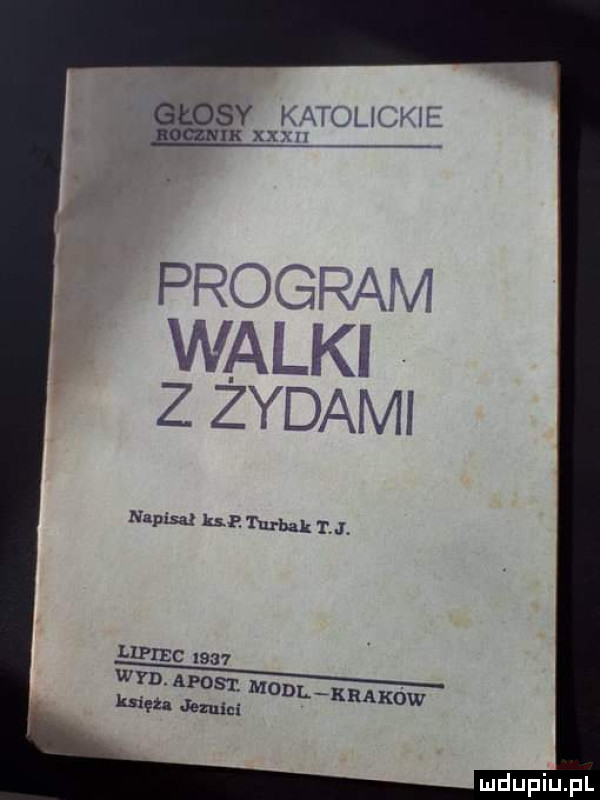 GŁOSY KATOLICKIE
ROCZNIK XXXII
PROGRAM
WALKI
Z ŻYDAMI
Napisał ks. P. Turbak T. J.
LIPIEC 1937
WYD. APOST. MODL. - KRAKÓW
księża Jezuici
wdupiu.pl